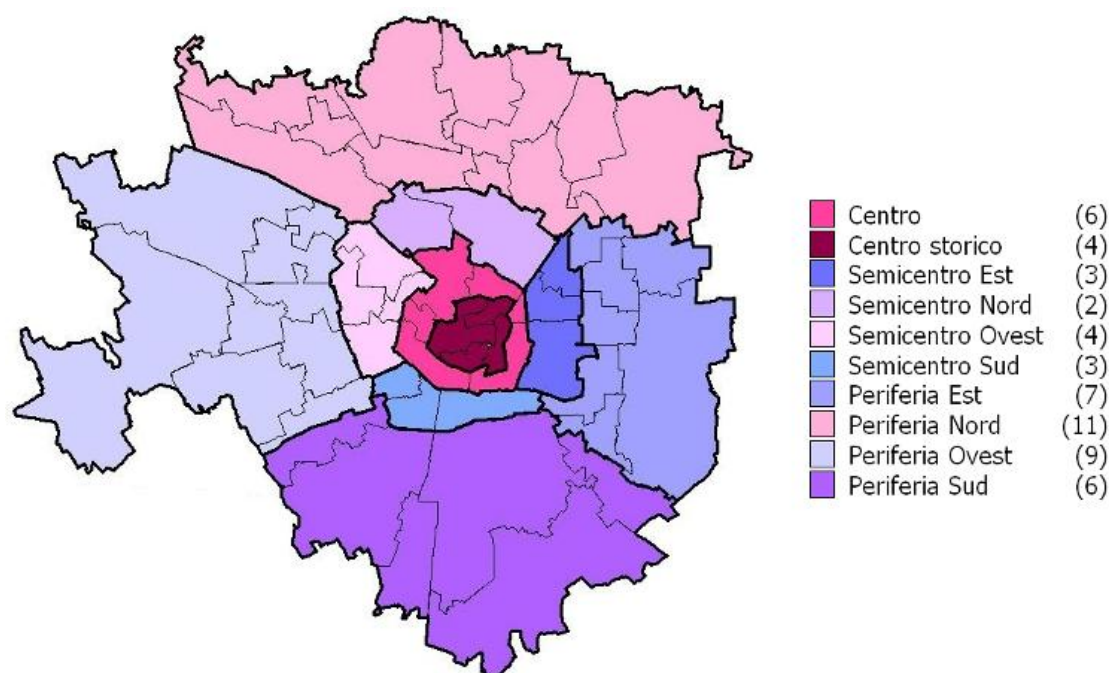 Centro (6)
Centro storico (4)
Semicentro Est (3)
Semicentro Nord (2)
Semicentro Ovest (4)
Semicentro Sud (3)
Periferia Est (7)
Periferia Nord (11)
Periferia Ovest (9)
Periferia Sud (6)